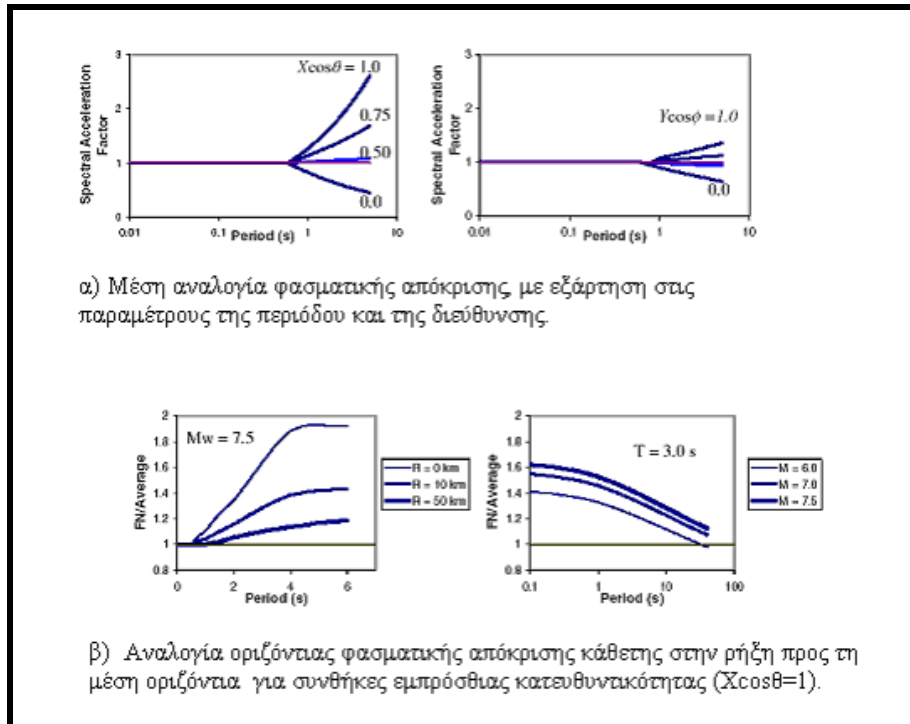 3
Xcosθ = 1.0
2
0.75
0.50
1
0.0
0
0.01
0.1
1
10
Period (s)
Spectral Acceleration
Factor
3
2
Ycosϕ =1.0
1
0.0
0
0.01
0.1
1
10
Period (s)
Spectral Acceleration
Factor
α) Μέση αναλογία φασματικής απόκρισης, με εξάρτηση στις
παραμέτρους της περιόδου και της διεύθυνσης.
2
Mw = 7.5
1.8
1.6
1.4
1.2
1
0.8
0
2
4
6
Period (s)
FN/Average
R = 0 km
R = 10 km
R = 50 km
2
T = 3.0 s
1.8
1.6
1.4
1.2
1
0.8
0.1
1
10
100
Period (s)
FN/Average
M = 6.0
M = 7.0
M = 7.5
β) Αναλογία οριζόντιας φασματικής απόκρισης κάθετης στην ρήξη προς τη
μέση οριζόντια για συνθήκες εμπρόσθιας κατευθυντικότητας (Xcosθ=1).